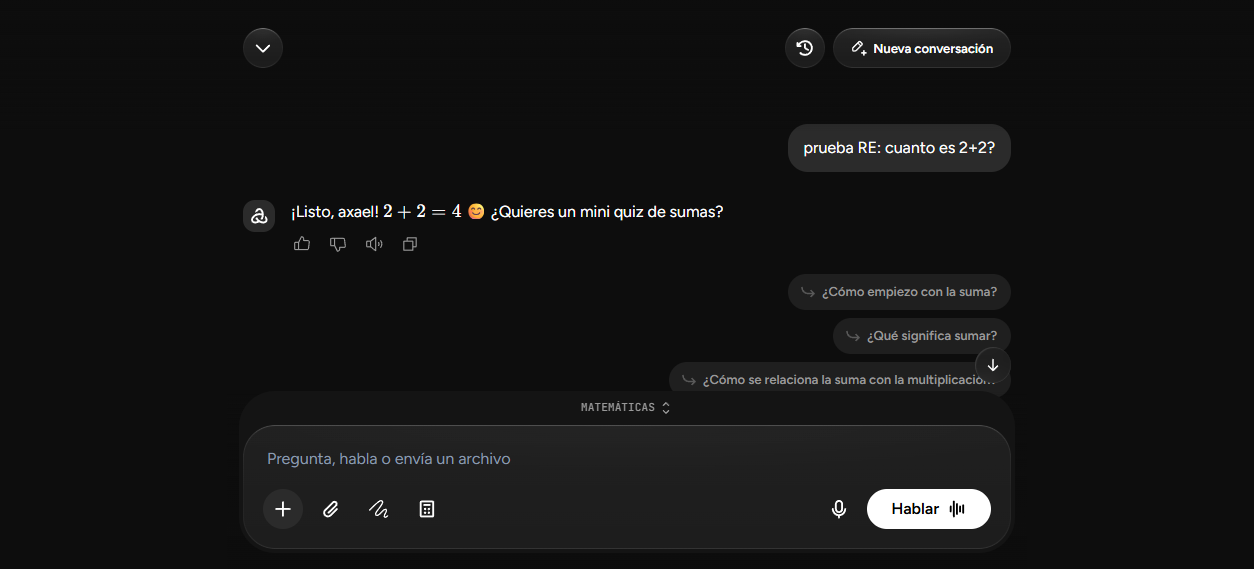 Nueva conversación
prueba RE: cuanto es 2+2?
¡Listo, axael! 2 + 2 = 4 😊 ¿Quieres un mini quiz de sumas?
¿Cómo empiezo con la suma?
¿Qué significa sumar?
¿Cómo se relaciona la suma con la
MATEMÁTICAS
Pregunta, habla o envía un archivo
Hablar